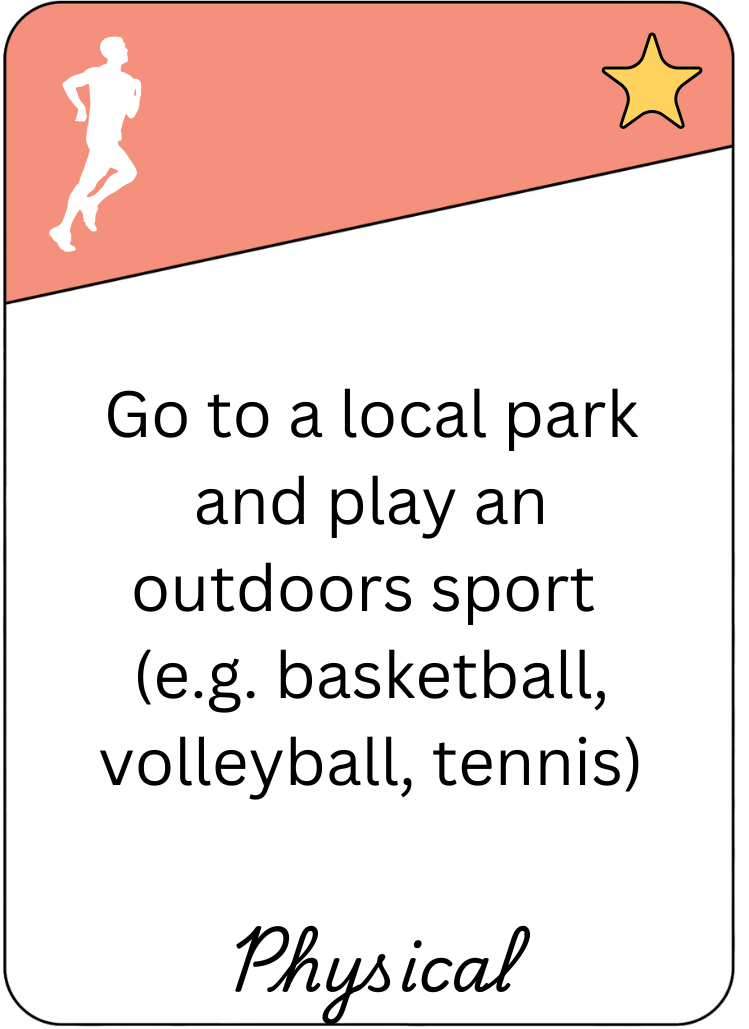 Go to a local park
and play an
outdoors sport
(e.g. basketball,
volleyball, tennis)
Physical